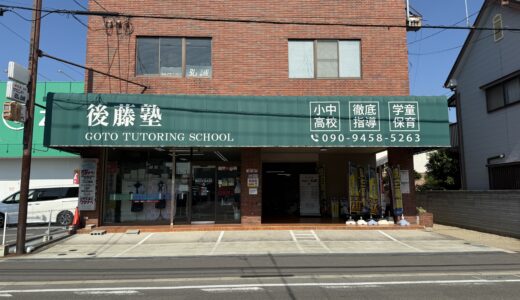 後藤塾
GOTO TUTORING SCHOOL
小中
高校
徹底
指導
学童
保育
090-9458-5263